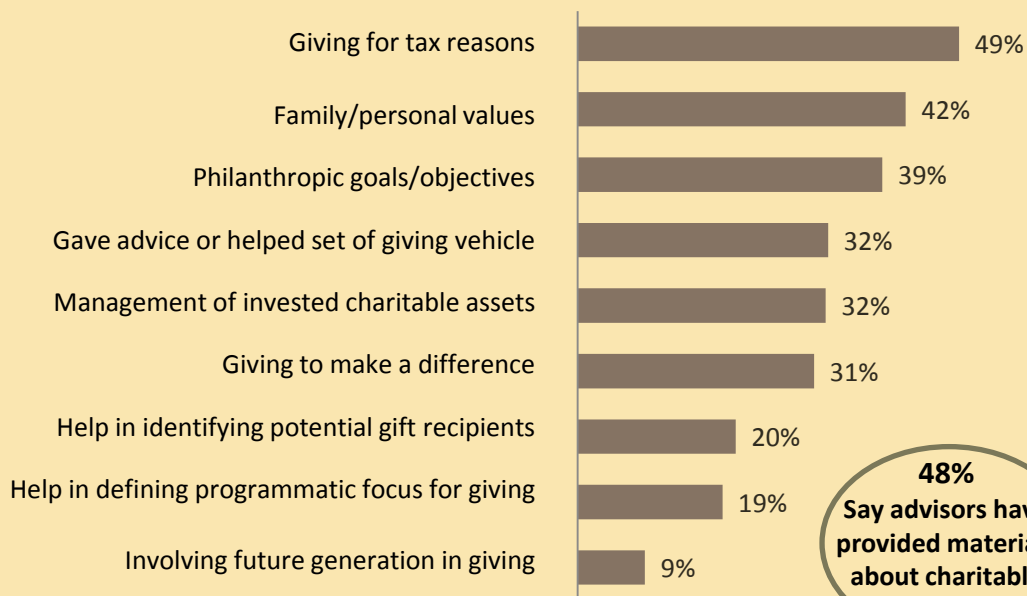 Giving for tax reasons 49%
Family/personal values 42%
Philanthropic goals/objectives 39%
Gave advice or helped set of giving vehicle 32%
Management of invested charitable assets 32%
Giving to make a difference 31%
Help in identifying potential gift recipients 20%
Help in defining programmatic focus for giving 19%
Involving future generation in giving 9%
48%
Say advisors
provided
about